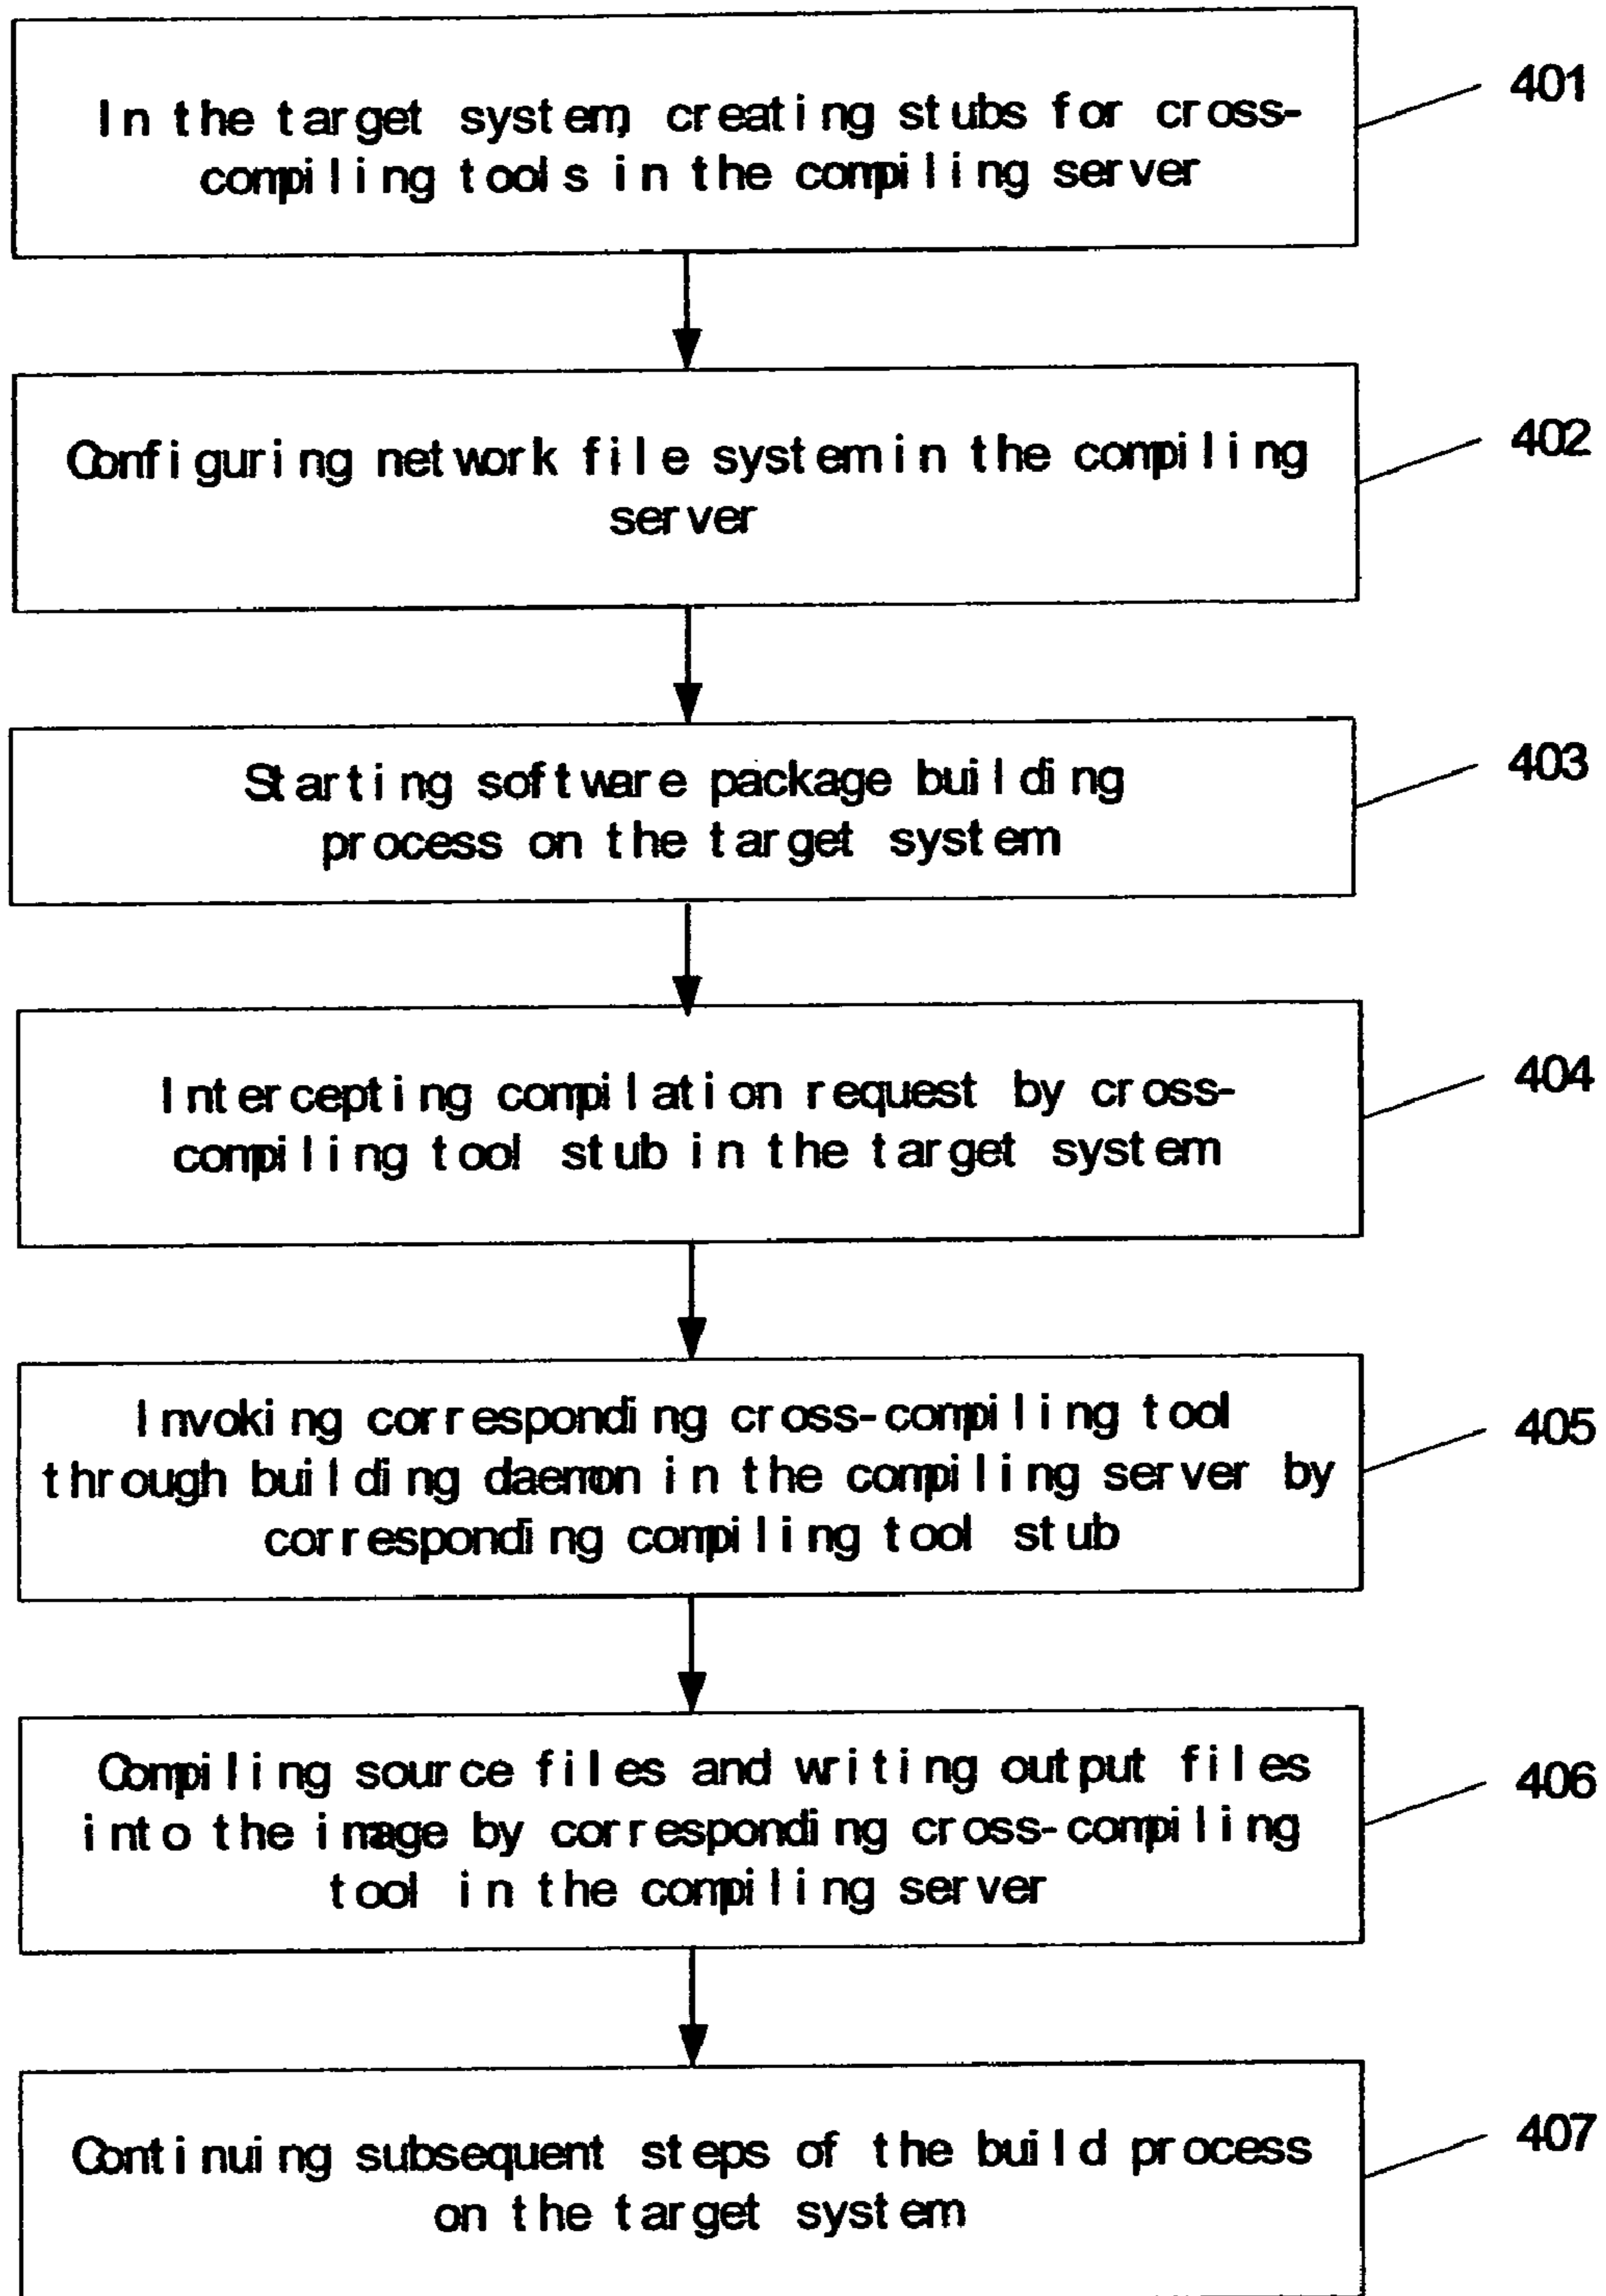 In the target system, creating stubs for cross-
compiling tools in the compiling server
401
Configuring network file system in the compiling
server
402
Starting software package building
process on the target system
403
Intercepting compilation request by cross-
compiling tool stub in the target system
404
Invoking corresponding cross-compiling tool
through building daemon in the compiling server by
corresponding compiling tool stub
405
Compiling source files and writing output files
into the image by corresponding cross-compiling
tool in the compiling server
406
Continuing subsequent steps of the build process
on the target system
407